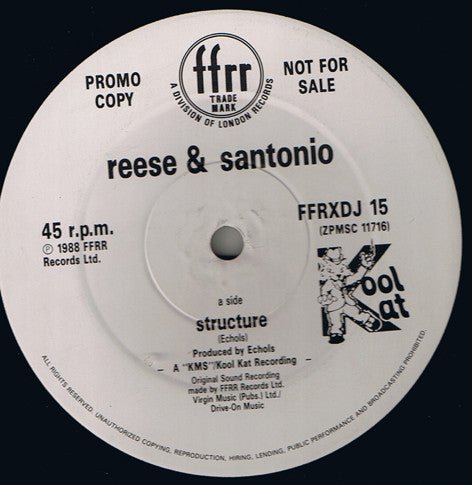 PROMO
COPY
ffrr
TRADE
MARK
A DIVISION OF LONDON RECORDS
NOT FOR
SALE
reese & santonio
45 r.p.m.
℗ 1988 FFRR
Records Ltd.
FFRXDJ 15
(ZPMSC 11716)
Kool
Kat
a side
structure
(Echols)
Produced by Echols
— A "KMS"/Kool Kat Recording —
Original Sound Recording
made by FFRR Records Ltd.
Virgin Music (Pubs.) Ltd./
Drive-On Music
ALL RIGHTS RESERVED. UNAUTHORIZED COPYING, REPRODUCTION, HIRING, LENDING, PUBLIC PERFORMANCE AND BROADCASTING PROHIBITED.